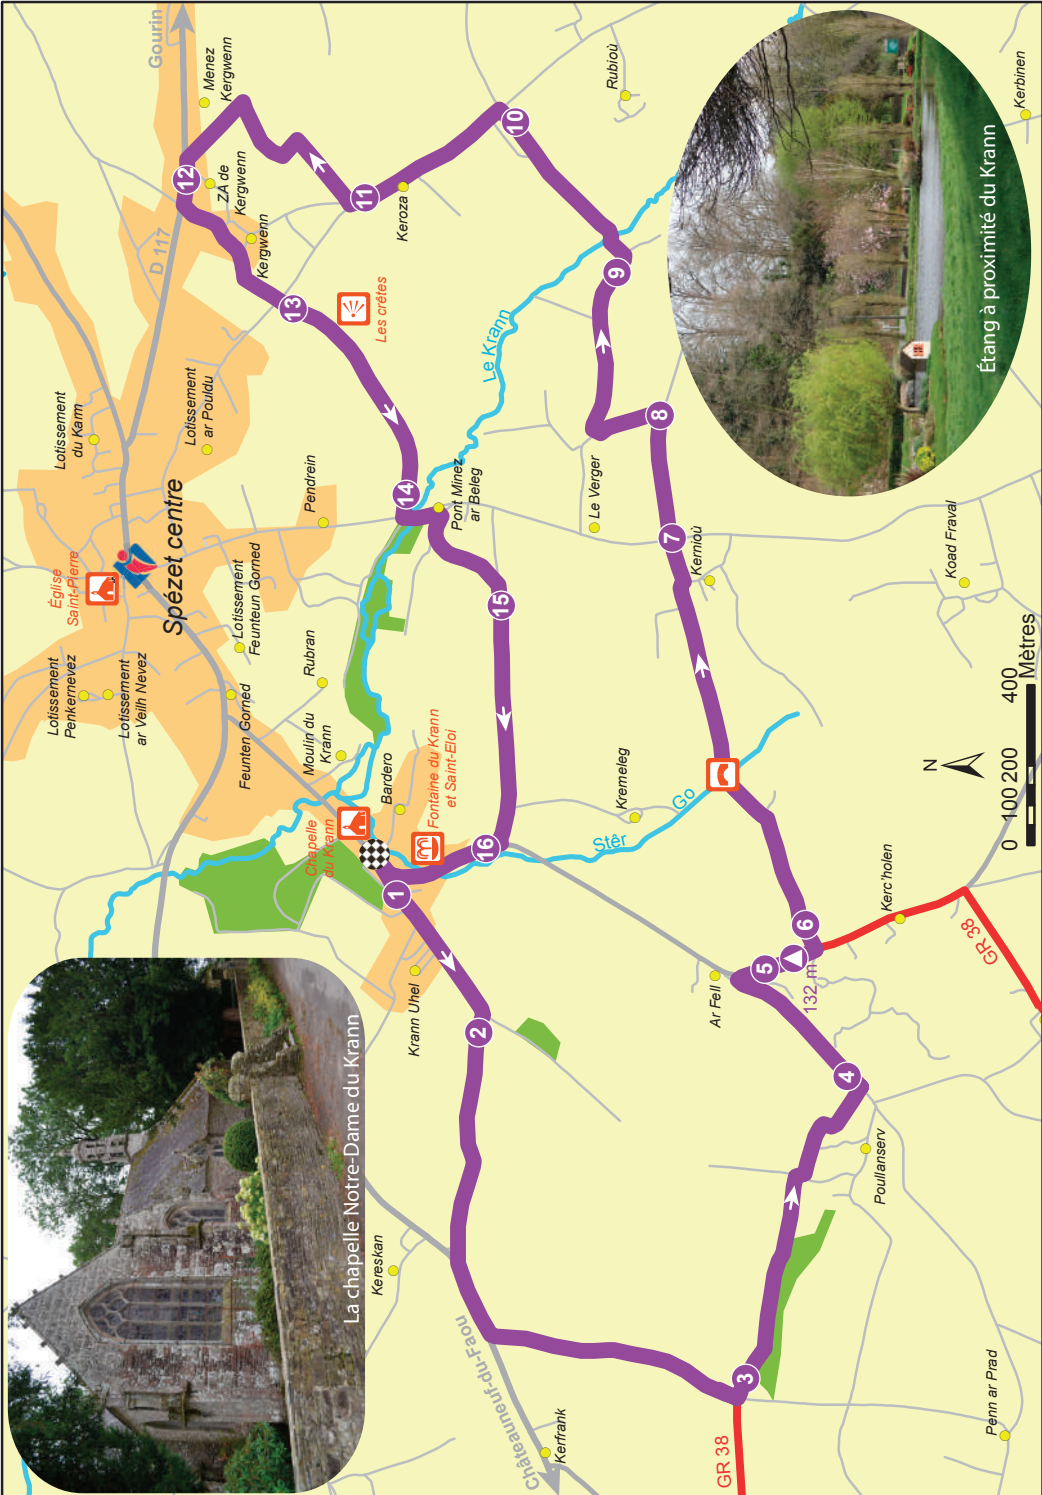 La chapelle Notre-Dame du Krann
Lotissement
Penkernevez
Lotissement
ar Veilh Nevez
Église
Saint-Pierre
Spézet centre
Lotissement
du Karm
Lotissement
ar Pouldu
D 117
Gourin
Menez
Kergwenn
ZA de
Kergwenn
Kergwenn
12
13
11
10
Keroza
Rubioù
Les crêtes
Pendrein
Lotissement
Feunteun Gorned
Feunten Gorned
Rubran
Moulin du
Krann
Bardero
Chapelle
du Krann
Fontaine du Krann
et Saint-Eloi
14
Pont Minez
ar Beleg
Le Krann
15
16
1
Krann Uhel
2
Kereskan
Châteauneuf-du-Faou
Kerfrank
3
GR 38
Penn ar Prad
Poullanserv
4
5
132 m
6
Ar Fell
Kerc'holen
GR 38
Kremeleg
Stêr
Go
Kernioù
7
8
9
Le Verger
Koad Fraval
Kerbinen
N
0
100
200
400
Mètres
Étang à proximité du Krann